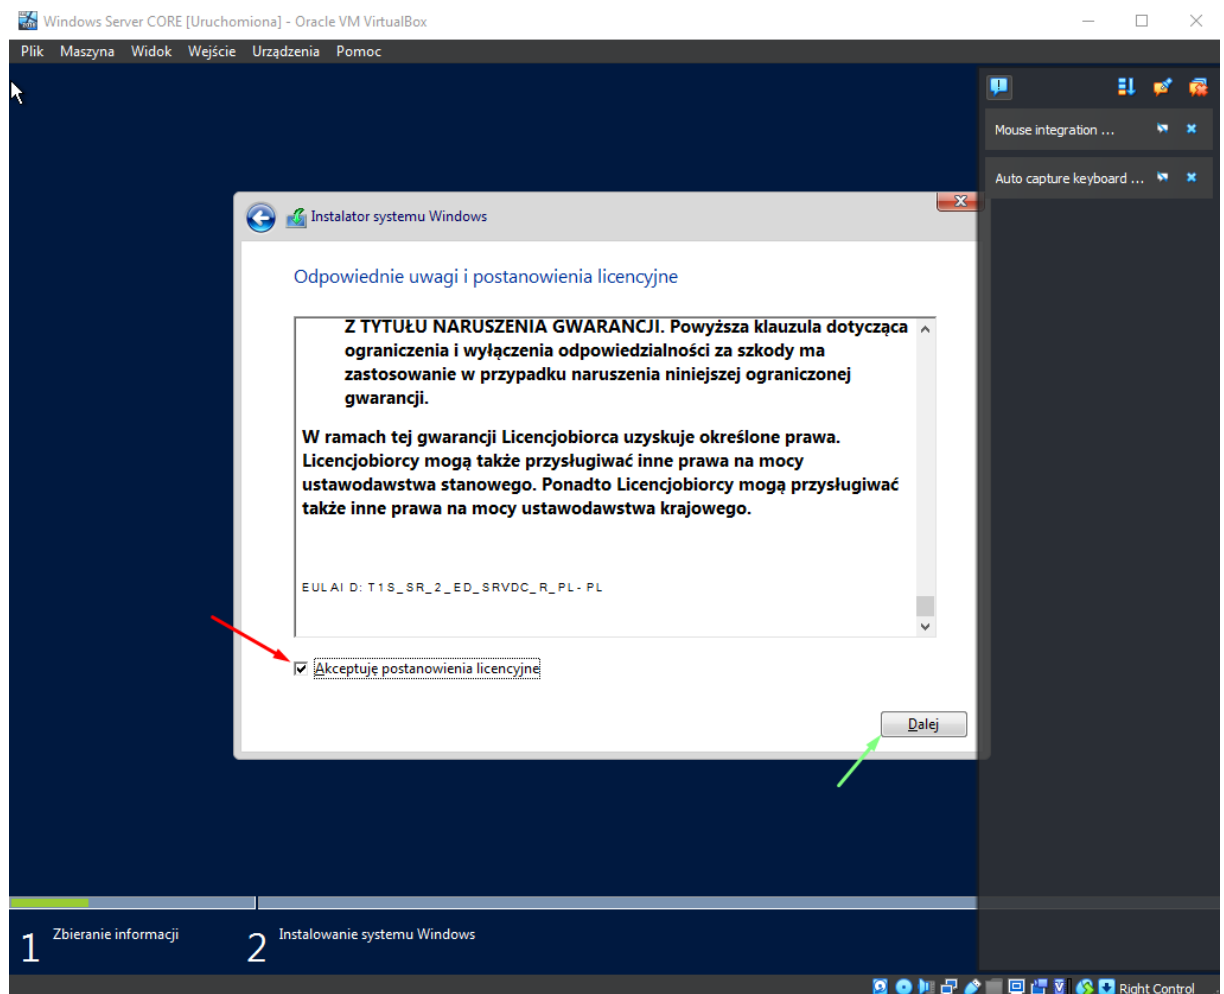 Windows Server CORE [Uruchomiona] - Oracle VM VirtualBox
Plik Maszyna Widok Wejście Urządzenia Pomoc
Mouse integration ...
Auto capture keyboard ...
Instalator systemu Windows
Odpowiednie uwagi i postanowienia licencyjne
Z TYTUŁU NARUSZENIA GWARANCJI. Powyższa klauzula dotycząca
ograniczenia i wyłączenia odpowiedzialności za szkody ma
zastosowanie w przypadku naruszenia niniejszej ograniczonej
gwarancji.
W ramach tej gwarancji Licencjobiorca uzyskuje określone prawa.
Licencjobiorcy mogą także przysługiwać inne prawa na mocy
ustawodawstwa stanowego. Ponadto Licencjobiorcy mogą przysługiwać
także inne prawa na mocy ustawodawstwa krajowego.
EULAID: T1S_SR_2_ED_SRVDC_R_PL-PL
Akceptuję postanowienia licencyjne
Dalej
1 Zbieranie informacji
2 Instalowanie systemu Windows
Right Control